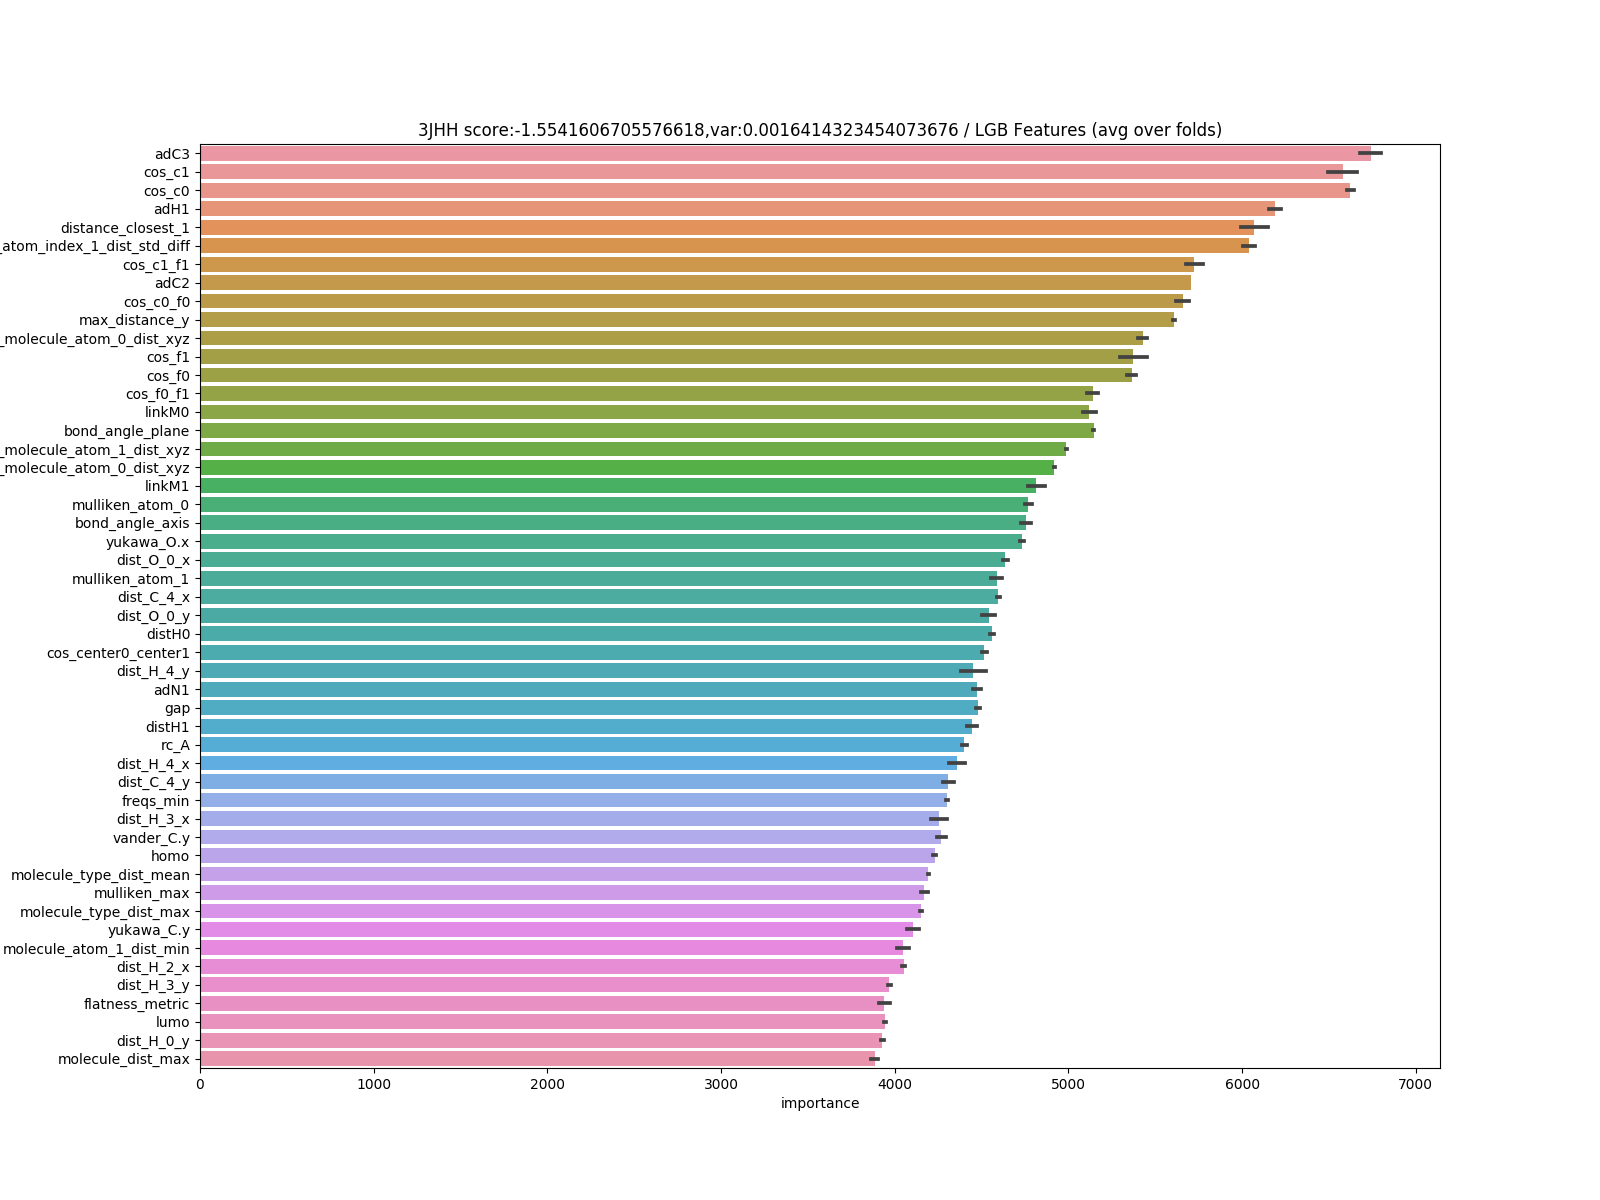 3JHH score:-1.5541606705576618,var:0.0016414323454073676 / LGB Features (avg over folds)
adC3
cos_c1
cos_c0
adH1
distance_closest_1
_atom_index_1_dist_std_diff
cos_c1_f1
adC2
cos_c0_f0
max_distance_y
_molecule_atom_0_dist_xyz
cos_f1
cos_f0
cos_f0_f1
linkM0
bond_angle_plane
_molecule_atom_1_dist_xyz
_molecule_atom_0_dist_xyz
linkM1
mulliken_atom_0
bond_angle_axis
yukawa_O.x
dist_O_0_x
mulliken_atom_1
dist_C_4_x
dist_O_0_y
distH0
cos_center0_center1
dist_H_4_y
adN1
gap
distH1
rc_A
dist_H_4_x
dist_C_4_y
freqs_min
dist_H_3_x
vander_C.y
homo
molecule_type_dist_mean
mulliken_max
molecule_type_dist_max
yukawa_C.y
molecule_atom_1_dist_min
dist_H_2_x
dist_H_3_y
flatness_metric
lumo
dist_H_0_y
molecule_dist_max
0 1000 2000 3000 4000 5000 6000 7000
importance